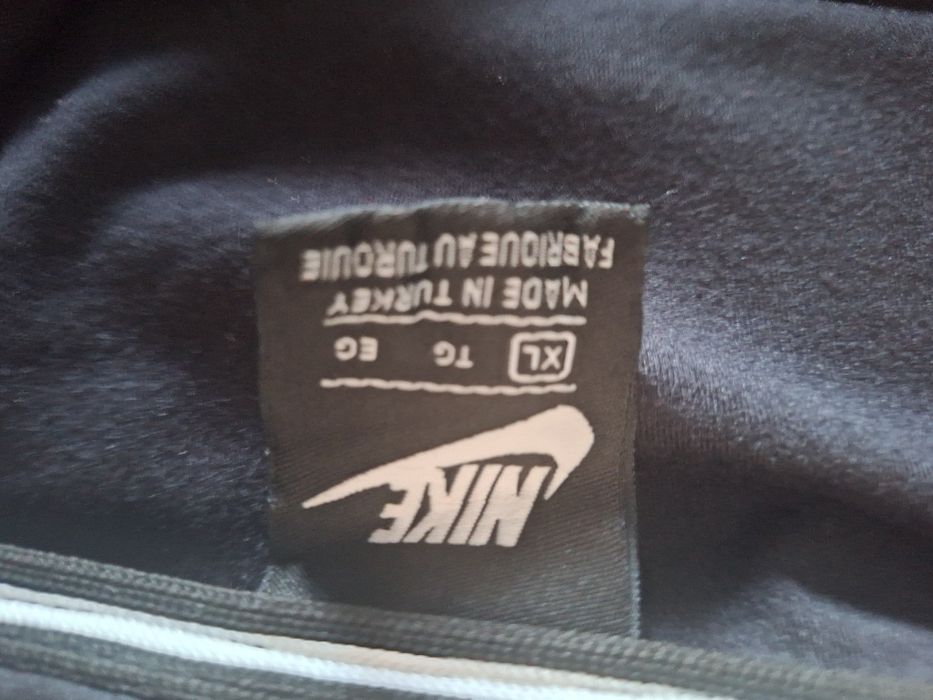 NIKE
XL TG EG
MADE IN TURKEY
FABRIQUE AU TURQUIE